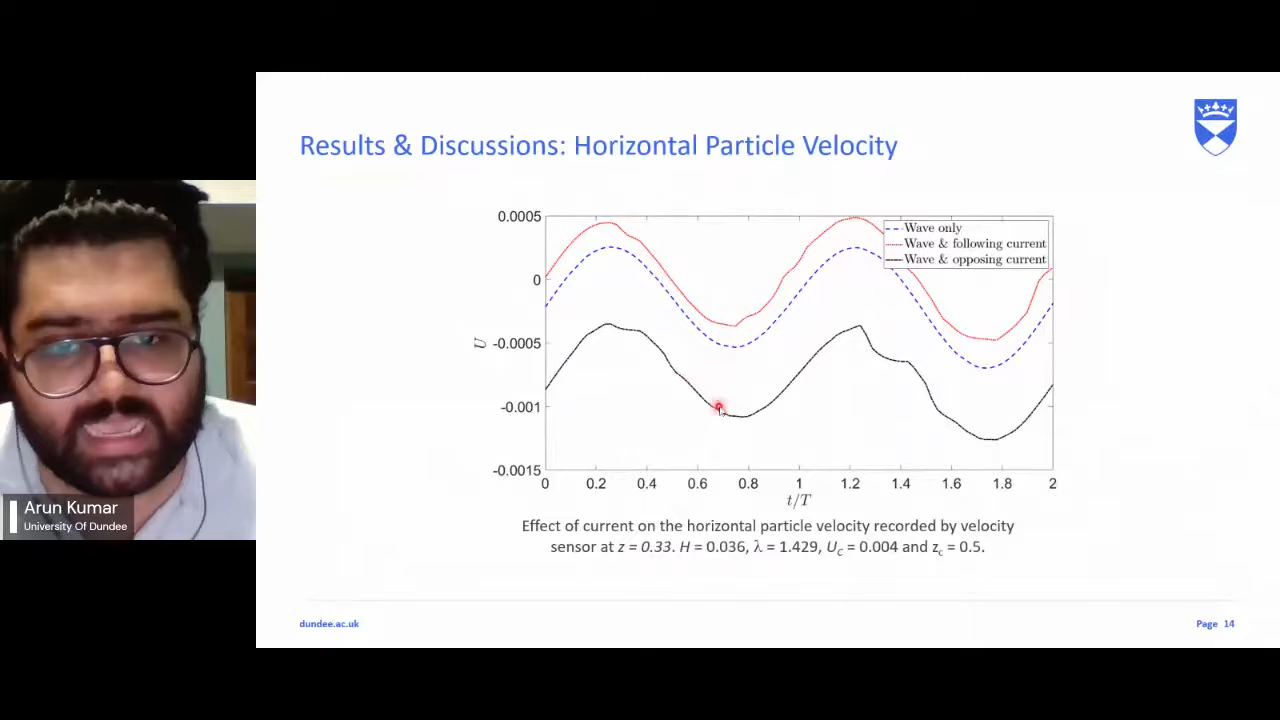 Results & Discussions: Horizontal Particle Velocity
0.0005
0
-0.0005
-0.001
-0.0015
U
Wave only
Wave & following current
Wave & opposing current
0 0.2 0.4 0.6 0.8 1 1.2 1.4 1.6 1.8 2
t/T
Effect of current on the horizontal particle velocity recorded by velocity
sensor at z = 0.33. H = 0.036, λ = 1.429, U_C = 0.004 and z_c = 0.5.
Arun Kumar
University Of Dundee
dundee.ac.uk
Page 14